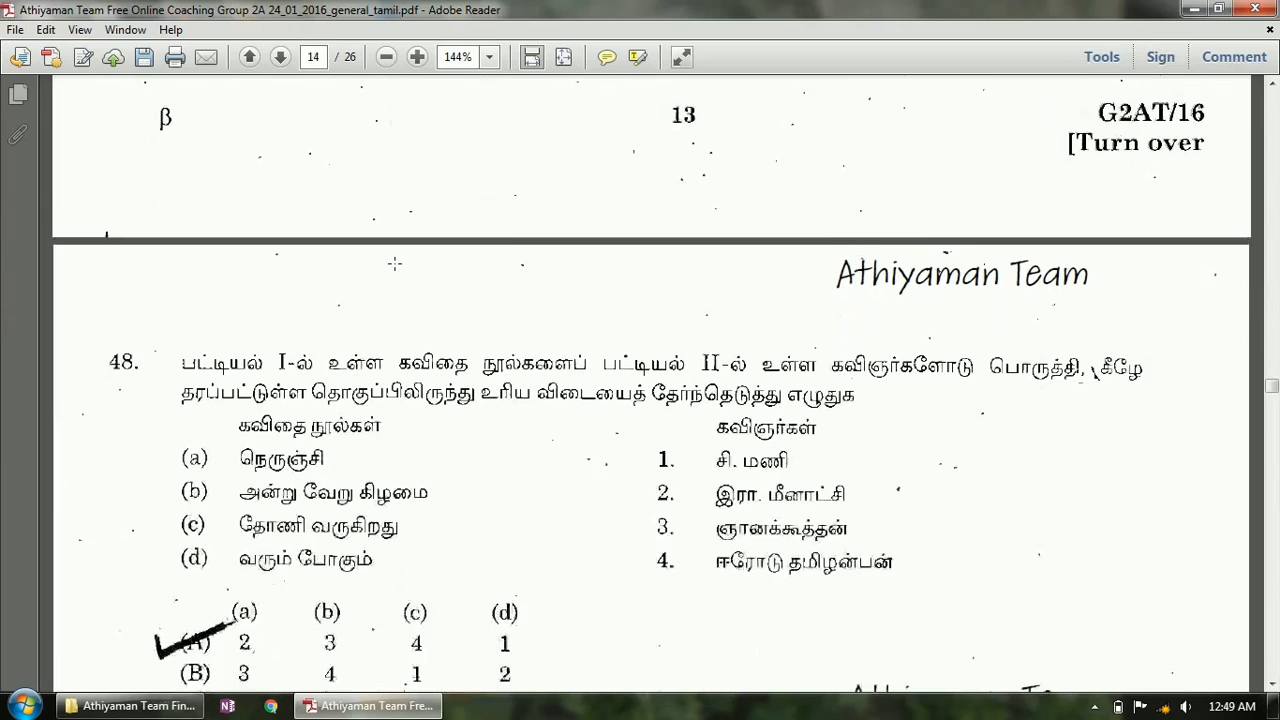 Athiyaman Team Free Online Coaching Group 2A 24_01_2016_general_tamil.pdf - Adobe Reader
File Edit View Window Help
14 / 26 144% Tools Sign Comment
β 13 G2AT/16
[Turn over
Athiyaman Team
48. பட்டியல் I-ல் உள்ள கவிதை நூல்களைப் பட்டியல் II-ல் உள்ள கவிஞர்களோடு பொருத்தி, கீழே
தரப்பட்டுள்ள தொகுப்பிலிருந்து உரிய விடையைத் தேர்ந்தெடுத்து எழுதுக
கவிதை நூல்கள் கவிஞர்கள்
(a) நெருஞ்சி 1. சி. மணி
(b) அன்று வேறு கிழமை 2. இரா. மீனாட்சி
(c) தோணி வருகிறது 3. ஞானக்கூத்தன்
(d) வரும் போகும் 4. ஈரோடு தமிழன்பன்
(a) (b) (c) (d)
(A) 2 3 4 1
(B) 3 4 1 2
Athiyaman Team Fin... Athiyaman Team Fre... 12:49 AM